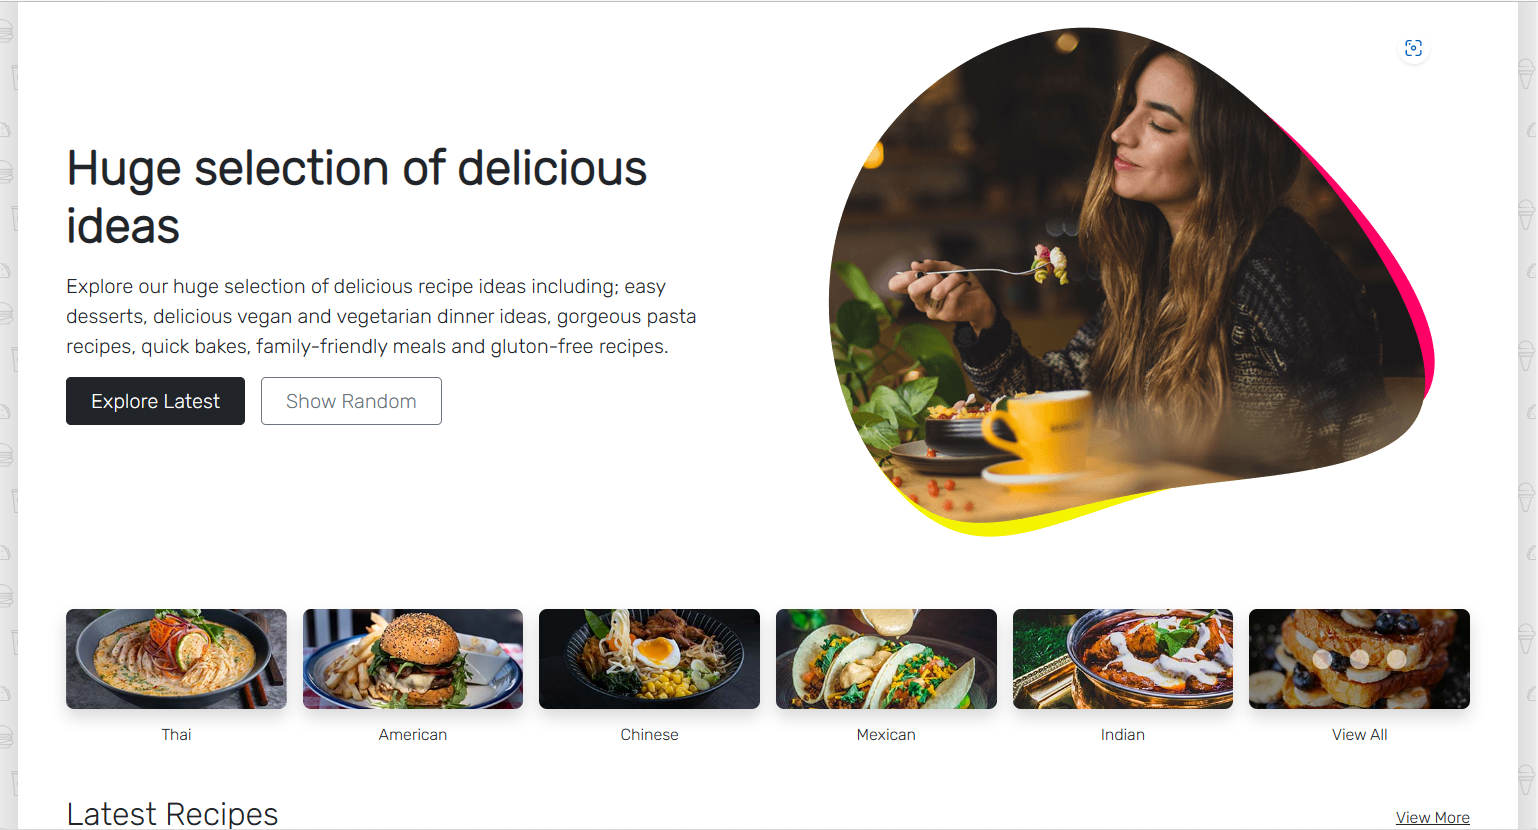 Huge selection of delicious
ideas
Explore our huge selection of delicious recipe ideas including; easy
desserts, delicious vegan and vegetarian dinner ideas, gorgeous pasta
recipes, quick bakes, family-friendly meals and gluton-free recipes.
Explore Latest
Show Random
Thai
American
Chinese
Mexican
Indian
View All
Latest Recipes
View More